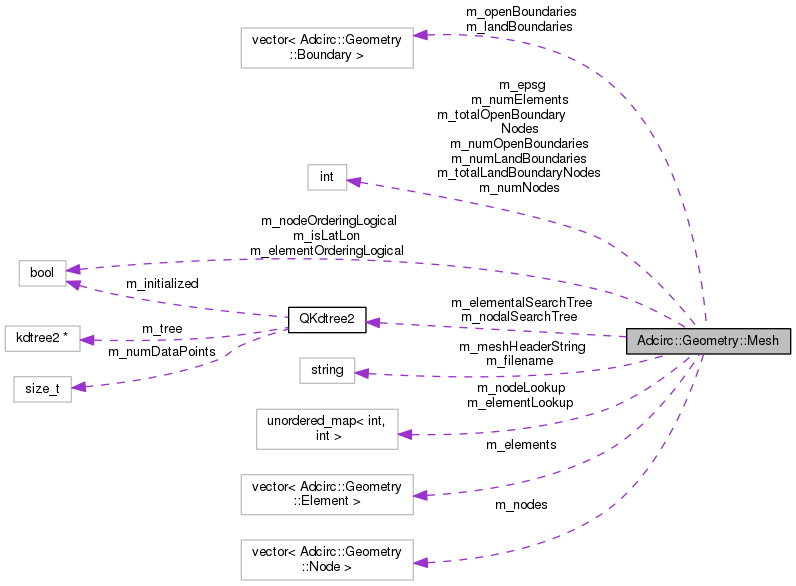 m_openBoundaries
m_landBoundaries
vector< Adcirc::Geometry
::Boundary >
m_epsg
m_numElements
m_totalOpenBoundary
Nodes
m_numOpenBoundaries
m_numLandBoundaries
m_totalLandBoundaryNodes
m_numNodes
int
m_nodeOrderingLogical
m_isLatLon
m_elementOrderingLogical
bool
m_initialized
QKdtree2
m_elementalSearchTree
m_nodalSearchTree
kdtree2 *
m_tree
m_numDataPoints
Adcirc::Geometry::Mesh
m_meshHeaderString
m_filename
string
size_t
m_nodeLookup
m_elementLookup
unordered_map< int,
int >
m_elements
vector< Adcirc::Geometry
::Element >
m_nodes
vector< Adcirc::Geometry
::Node >